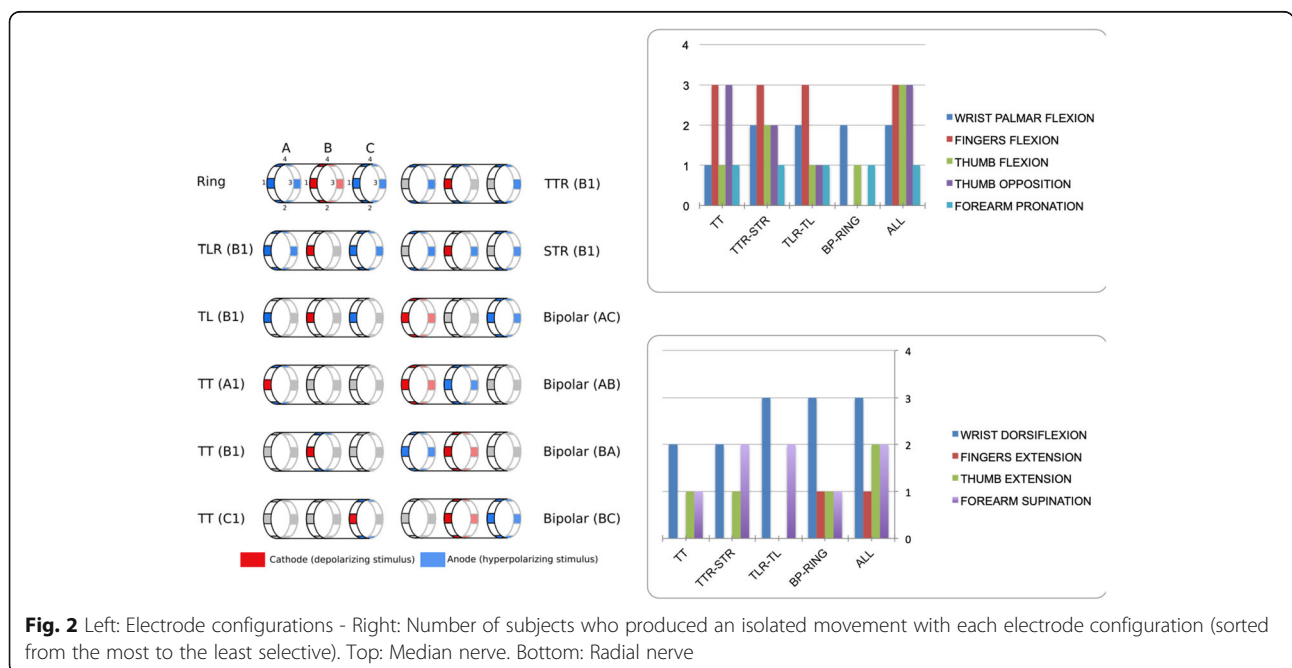 A B C
4 4 4
Ring
1 3 1 3 1 3
2 2 2
TTR (B1)
TLR (B1)
STR (B1)
TL (B1)
Bipolar (AC)
TT (A1)
Bipolar (AB)
TT (B1)
Bipolar (BA)
TT (C1)
Bipolar (BC)
Cathode (depolarizing stimulus)
Anode (hyperpolarizing stimulus)
4
3
2
1
0
TT
TTR-STR
TLR-TL
BP-RING
ALL
WRIST PALMAR FLEXION
FINGERS FLEXION
THUMB FLEXION
THUMB OPPOSITION
FOREARM PRONATION
4
3
2
1
0
TT
TTR-STR
TLR-TL
BP-RING
ALL
WRIST DORSIFLEXION
FINGERS EXTENSION
THUMB EXTENSION
FOREARM SUPINATION
Fig. 2 Left: Electrode configurations - Right: Number of subjects who produced an isolated movement with each electrode configuration (sorted
from the most to the least selective). Top: Median nerve. Bottom: Radial nerve